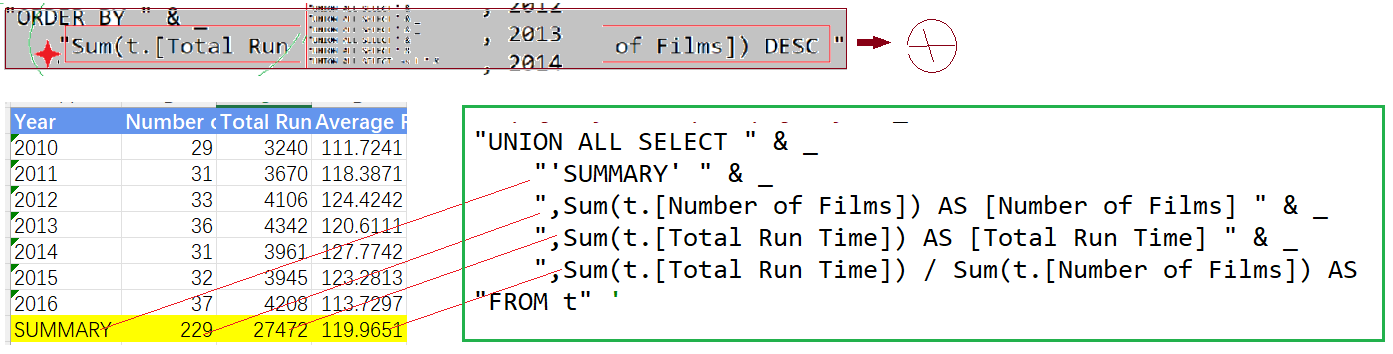 "ORDER BY " & _
, 2012
"Sum(t.[Total Run
, 2013
of Films]) DESC "
, 2014
Year Number o Total Run Average R
2010 29 3240 111.7241
2011 31 3670 118.3871
2012 33 4106 124.4242
2013 36 4342 120.6111
2014 31 3961 127.7742
2015 32 3945 123.2813
2016 37 4208 113.7297
SUMMARY 229 27472 119.9651
"UNION ALL SELECT " & _
"'SUMMARY' " & _
",Sum(t.[Number of Films]) AS [Number of Films] " & _
",Sum(t.[Total Run Time]) AS [Total Run Time] " & _
",Sum(t.[Total Run Time]) / Sum(t.[Number of Films]) AS
"FROM t" '